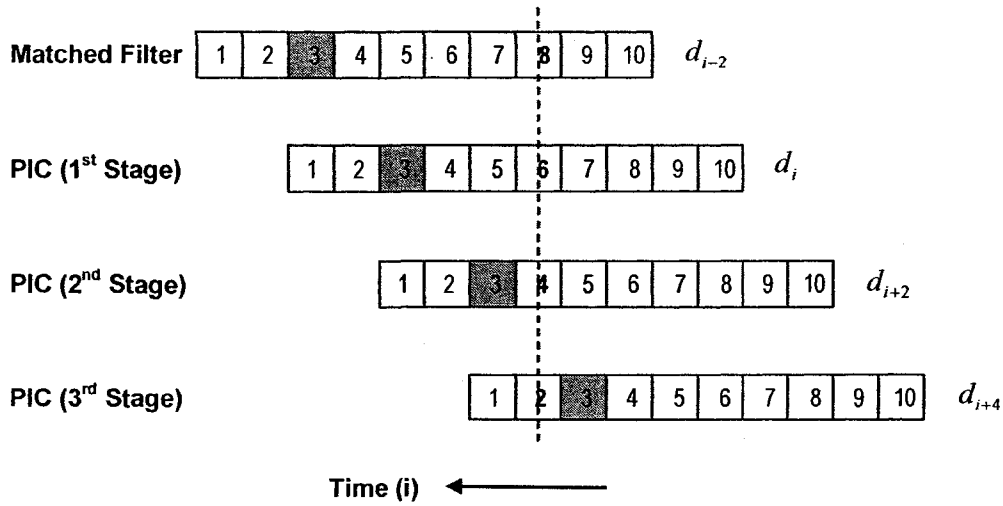 Matched Filter 1 2 3 4 5 6 7 8 9 10 d_{i-2}
PIC (1st Stage) 1 2 3 4 5 6 7 8 9 10 d_i
PIC (2nd Stage) 1 2 3 4 5 6 7 8 9 10 d_{i+2}
PIC (3rd Stage) 1 2 3 4 5 6 7 8 9 10 d_{i+4}
Time (i)